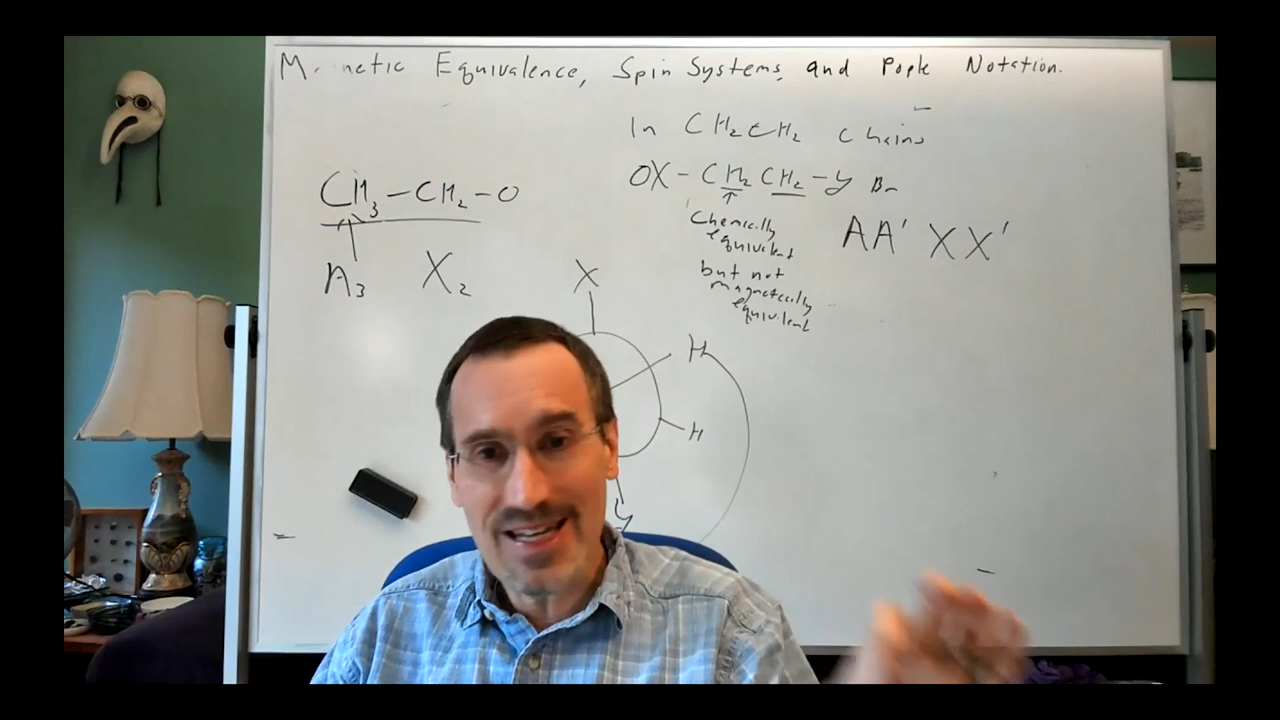 M netic Equivalence, Spin Systems, and Pople Notation.
In CH2CH2 chains
CH3-CH2-O
OX-CH2CH2-Y Br
Chemically
equivalent
but not
magnetically
equivalent
AA' XX'
A3 X2
X
H
H
Y